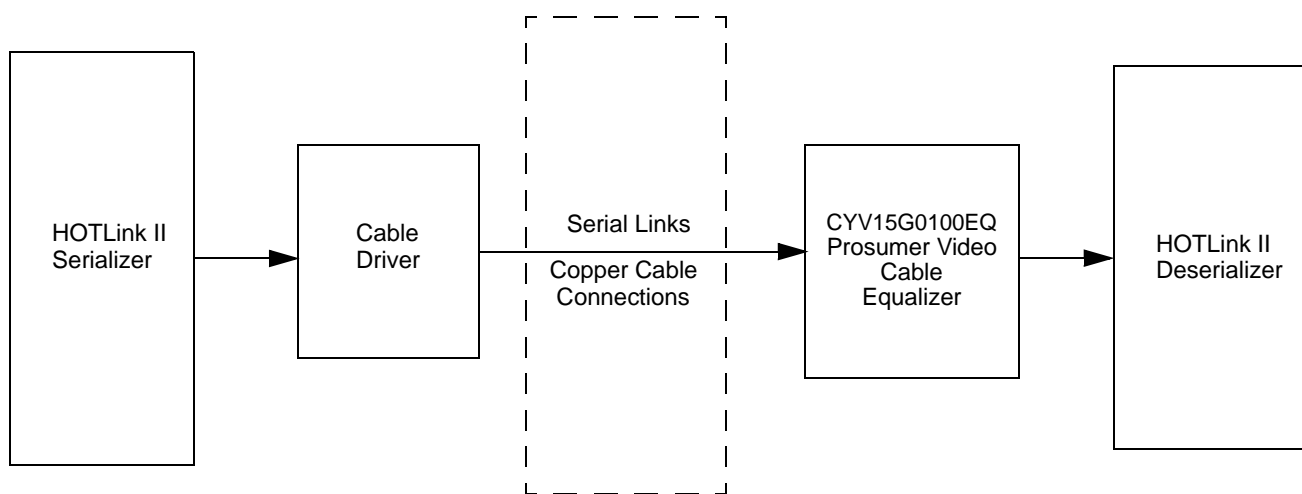 HOTLink II
Serializer
Cable
Driver
Serial Links
Copper Cable
Connections
CYV15G0100EQ
Prosumer Video
Cable
Equalizer
HOTLink II
Deserializer